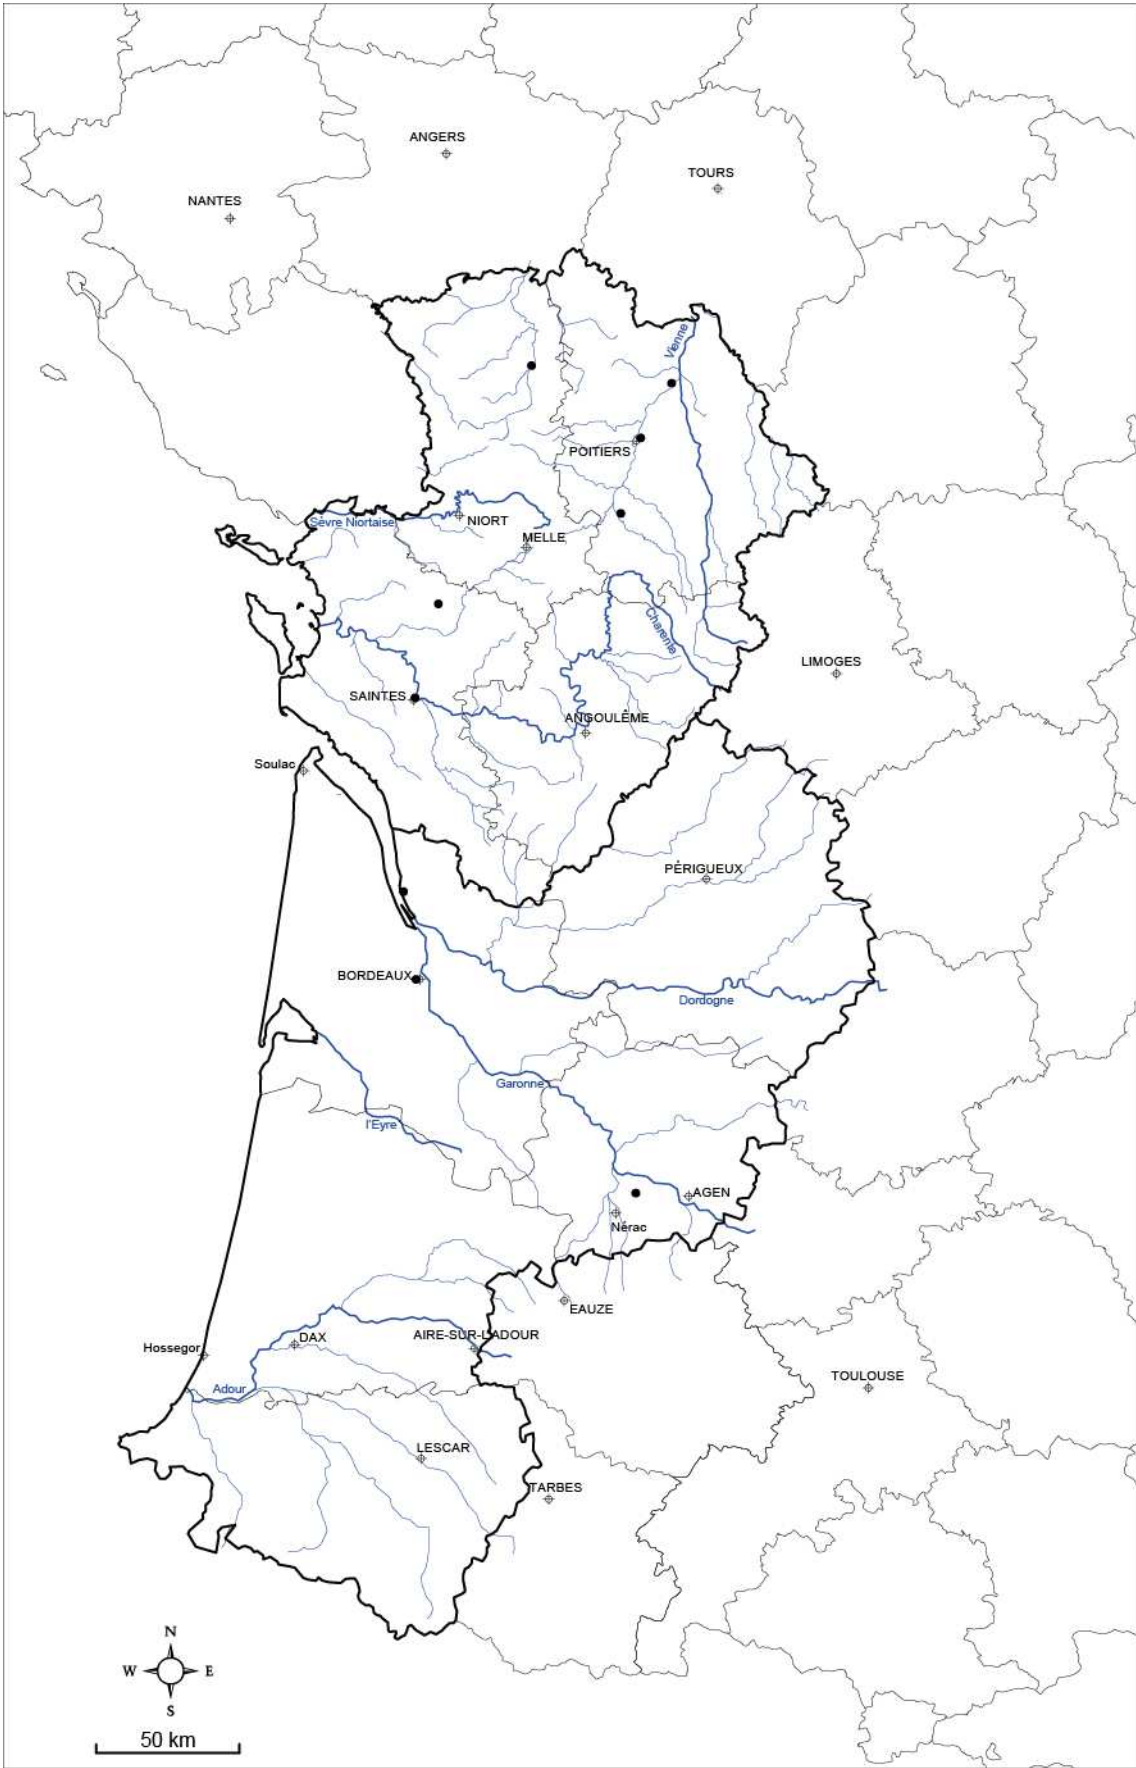 ANGERS
TOURS
NANTES
Vienne
POITIERS
Sèvre Niortaise
NIORT
MELLE
Charente
LIMOGES
SAINTES
ANGOULÊME
Soulac
PÉRIGUEUX
BORDEAUX
Dordogne
Garonne
l'Eyre
AGEN
Nérac
EAUZE
DAX
AIRE-SUR-L'ADOUR
Hossegor
TOULOUSE
Adour
LESCAR
TARBES
N
W E
S
50 km